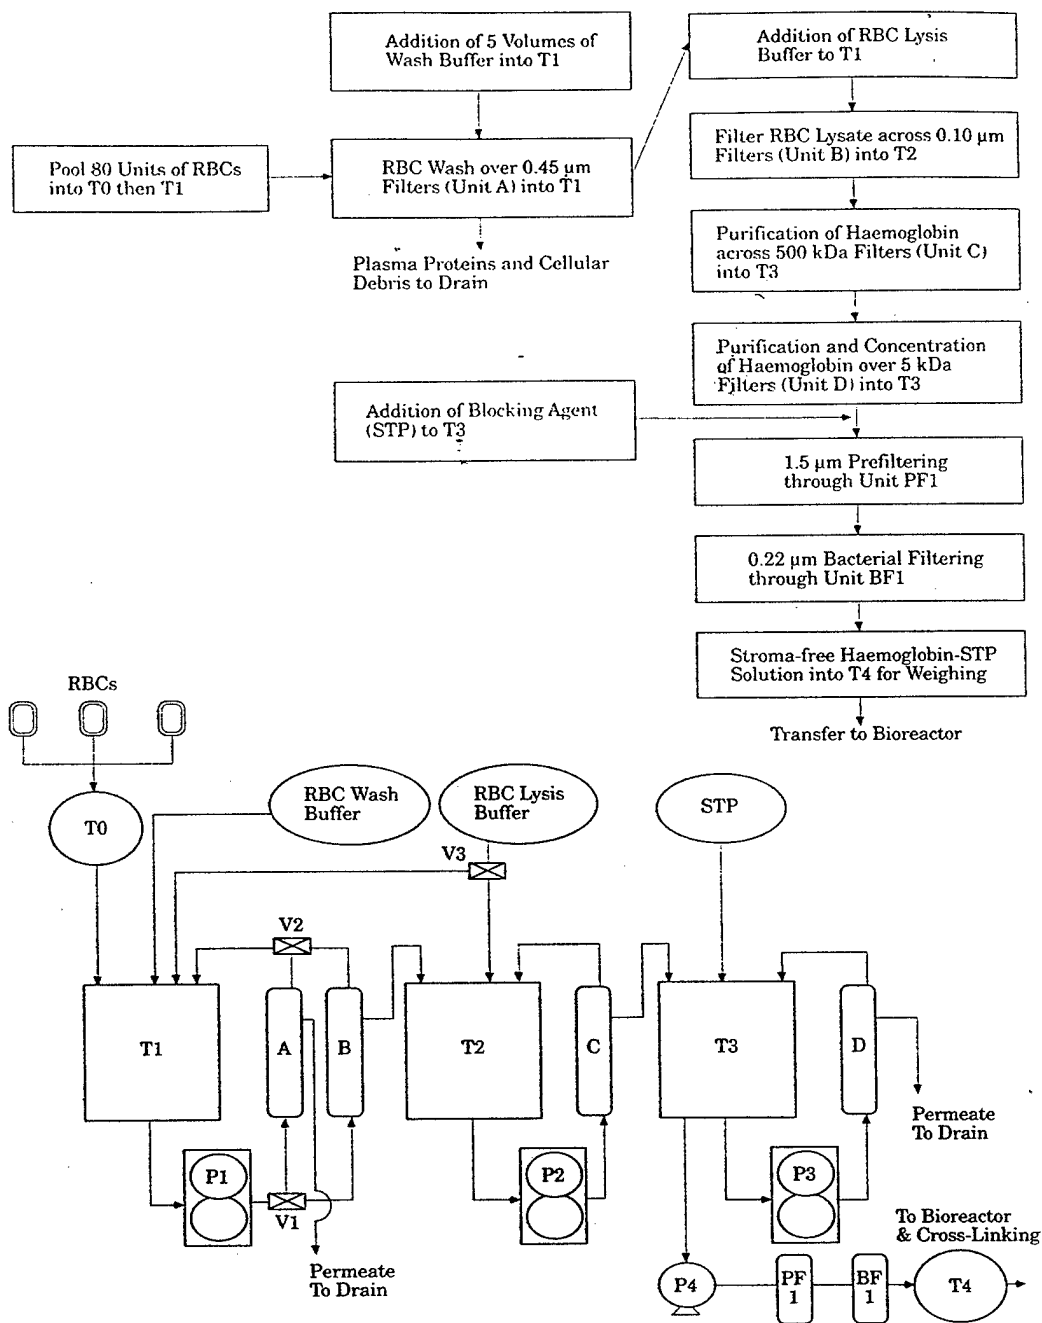 Addition of 5 Volumes of
Wash Buffer into T1
Addition of RBC Lysis
Buffer to T1
Pool 80 Units of RBCs
into T0 then T1
RBC Wash over 0.45 µm
Filters (Unit A) into T1
Filter RBC Lysate across 0.10 µm
Filters (Unit B) into T2
Plasma Proteins and Cellular
Debris to Drain
Purification of Haemoglobin
across 500 kDa Filters (Unit C)
into T3
Purification and Concentration
of Haemoglobin over 5 kDa
Filters (Unit D) into T3
Addition of Blocking Agent
(STP) to T3
1.5 µm Prefiltering
through Unit PF1
0.22 µm Bacterial Filtering
through Unit BF1
Stroma-free Haemoglobin-STP
Solution into T4 for Weighing
Transfer to Bioreactor
RBCs
T0
RBC Wash
Buffer
RBC Lysis
Buffer
STP
V3
V2
T1
A
B
T2
C
T3
D
Permeate
To Drain
P1
V1
P2
P3
Permeate
To Drain
To Bioreactor
& Cross-Linking
P4
PF
1
BF
1
T4